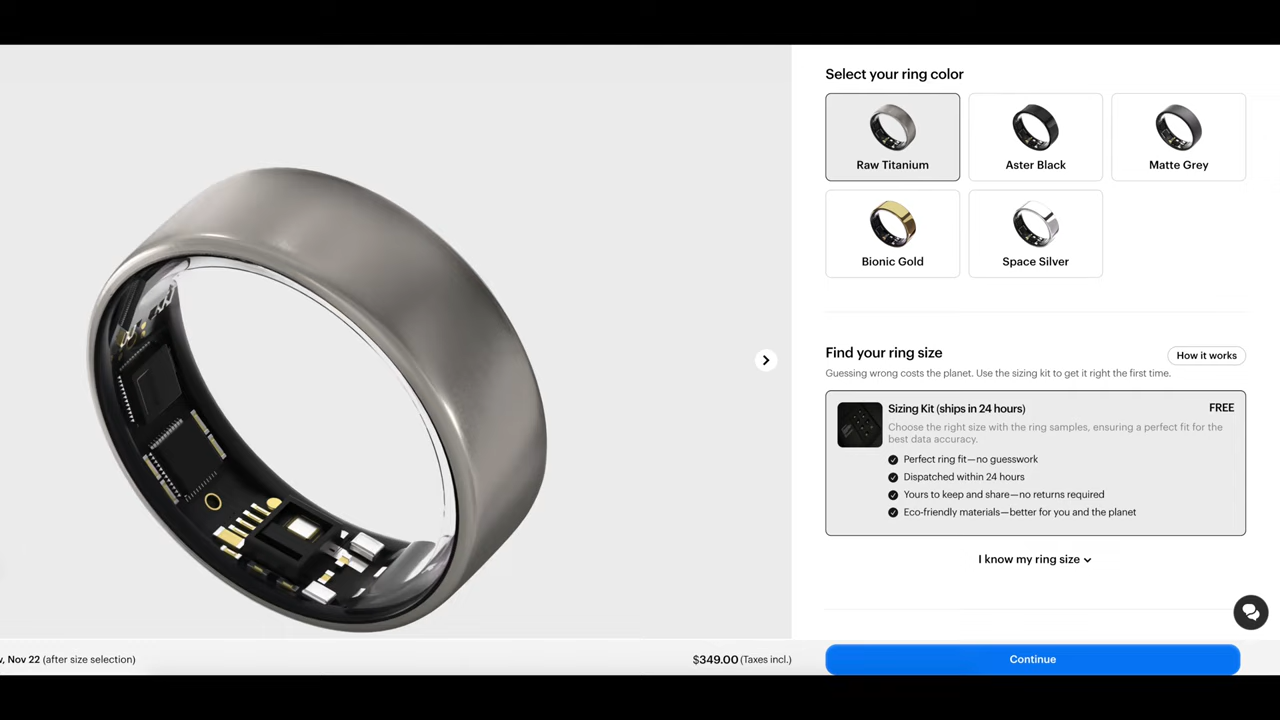 Select your ring color
Raw Titanium
Aster Black
Matte Grey
Bionic Gold
Space Silver
Find your ring size
How it works
Guessing wrong costs the planet. Use the sizing kit to get it right the first time.
Sizing Kit (ships in 24 hours)
FREE
Choose the right size with the ring samples, ensuring a perfect fit for the
best data accuracy.
Perfect ring fit—no guesswork
Dispatched within 24 hours
Yours to keep and share—no returns required
Eco-friendly materials—better for you and the planet
I know my ring size
Nov 22 (after size selection)
$349.00 (Taxes incl.)
Continue